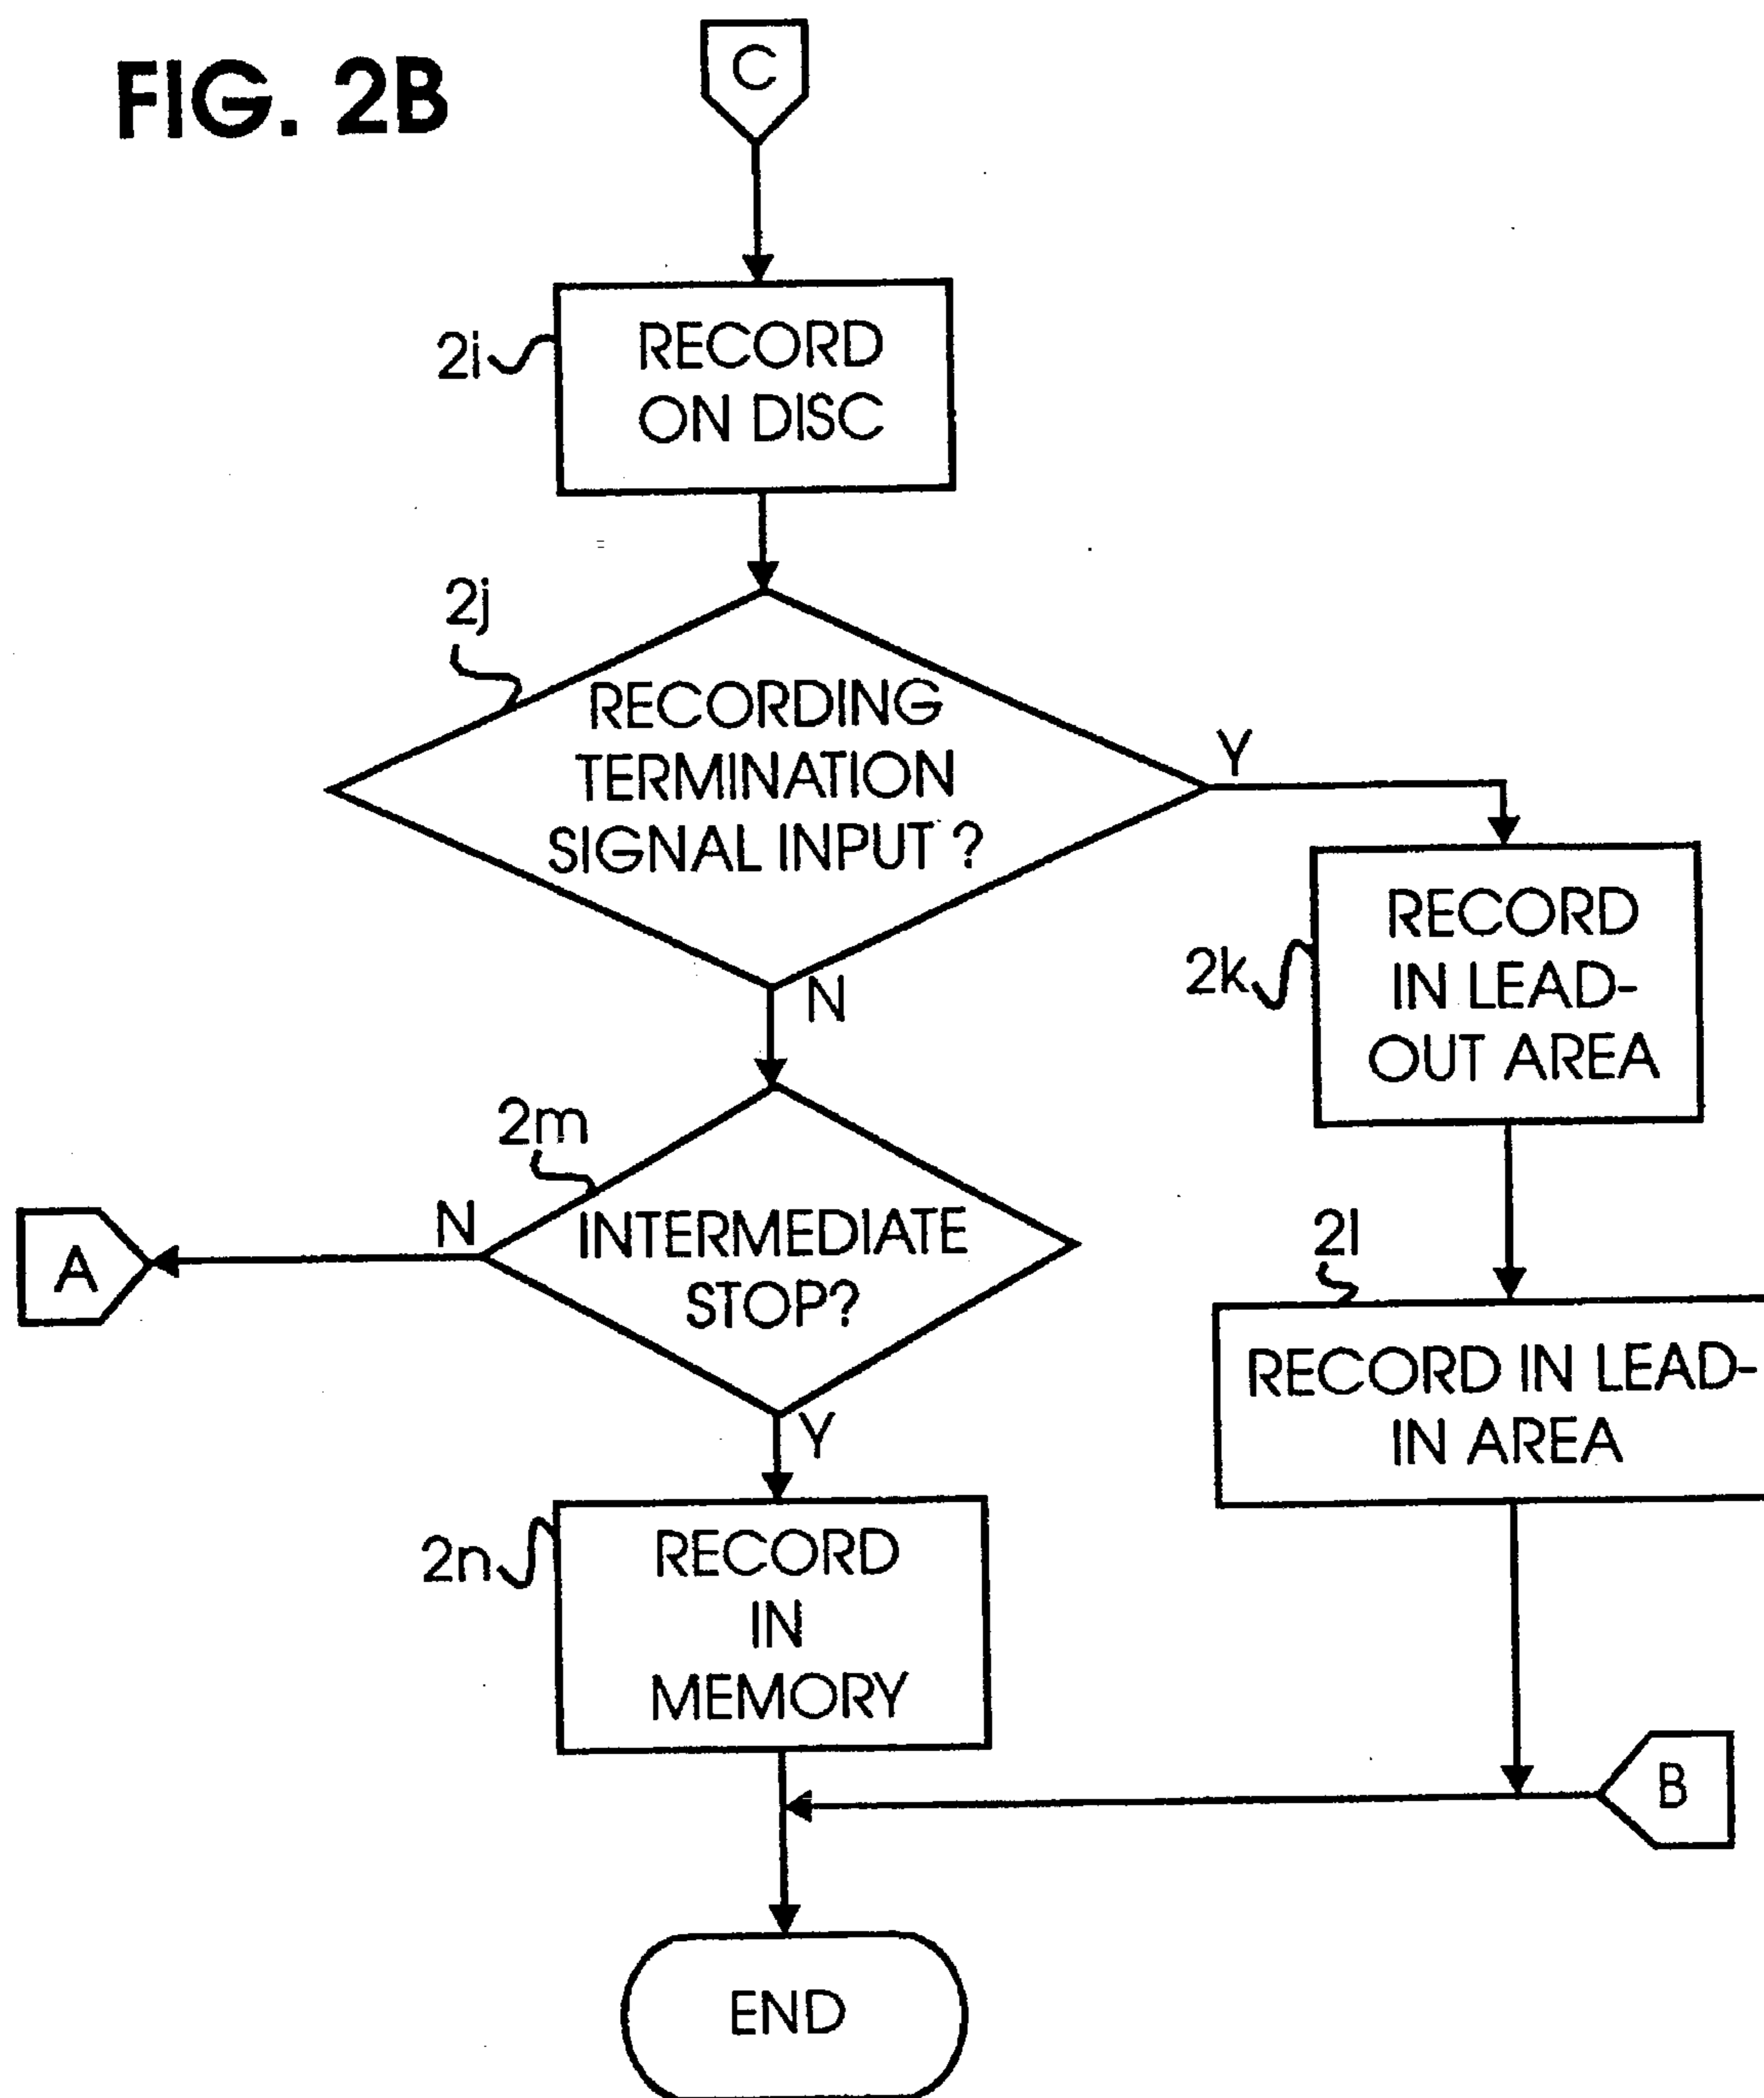 FIG. 2B
C
2i
RECORD
ON DISC
2j
RECORDING
TERMINATION
SIGNAL INPUT ?
Y
N
2k
RECORD
IN LEAD-
OUT AREA
2m
INTERMEDIATE
STOP?
N
A
Y
2l
RECORD IN LEAD-
IN AREA
2n
RECORD
IN
MEMORY
B
END